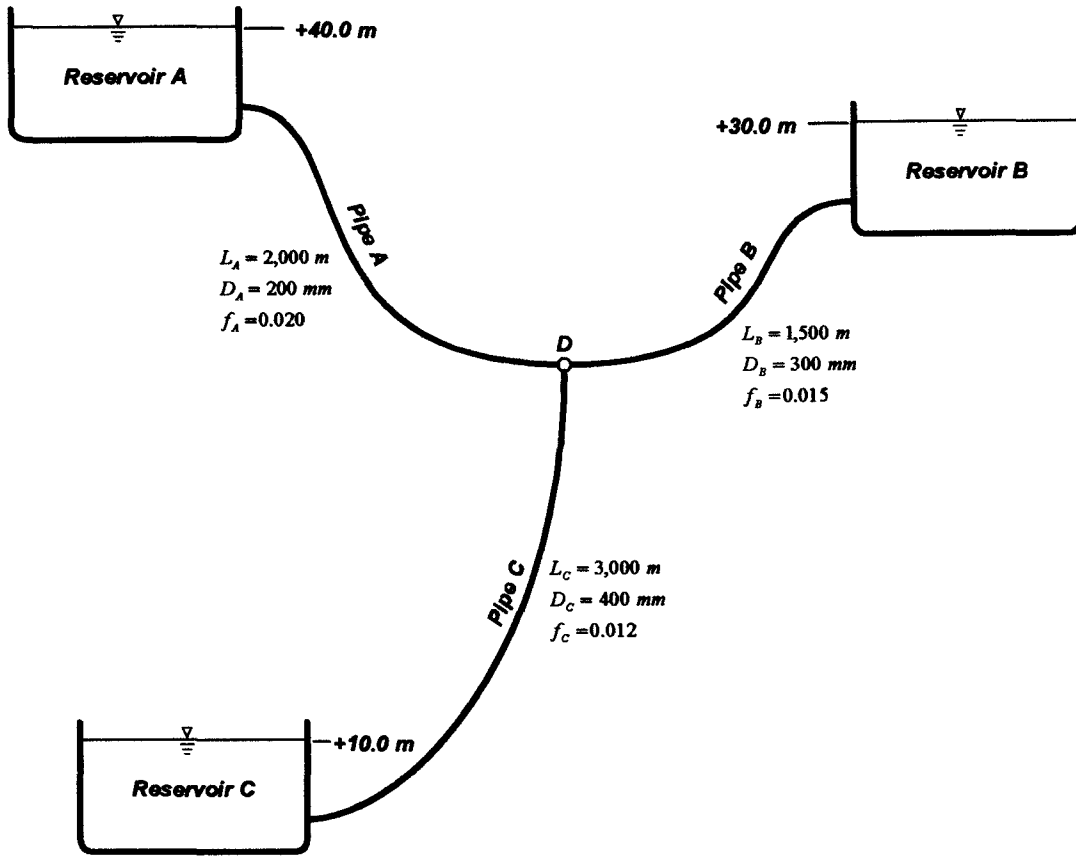 +40.0 m
Reservoir A
+30.0 m
Reservoir B
Pipe A
L_A = 2,000 m
D_A = 200 mm
f_A =0.020
Pipe B
D
L_B = 1,500 m
D_B = 300 mm
f_B =0.015
Pipe C
L_C = 3,000 m
D_C = 400 mm
f_C =0.012
+10.0 m
Reservoir C